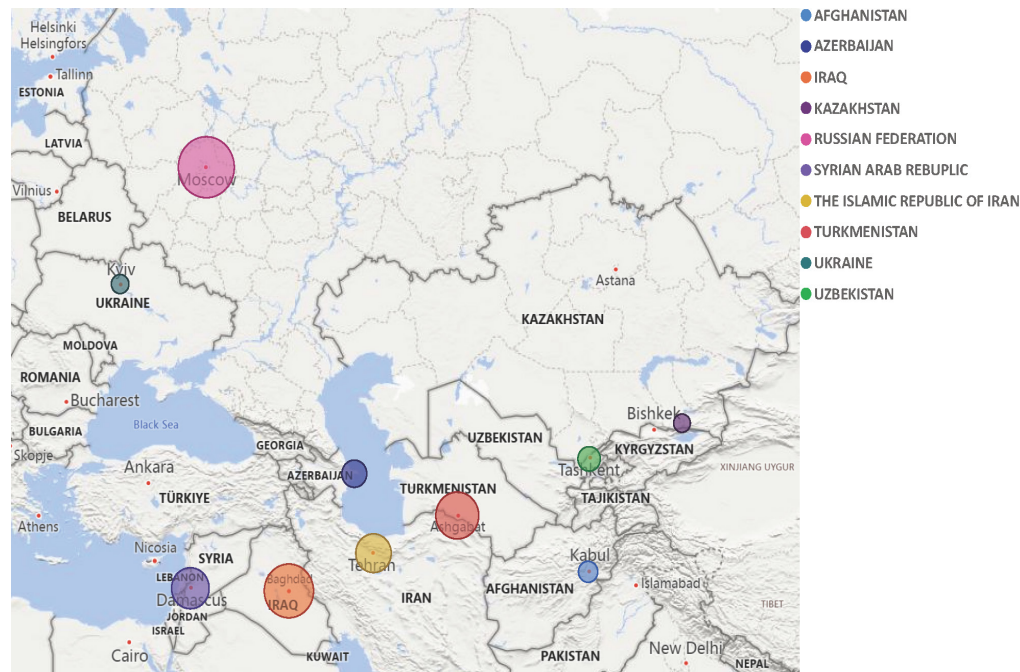 Helsinki
Helsingfors
Tallinn
ESTONIA
LATVIA
Moscow
Vilnius
BELARUS
Kyiv
UKRAINE
Astana
KAZAKHSTAN
MOLDOVA
ROMANIA
Bucharest
Black Sea
BULGARIA
Skopje
Bishkek
GEORGIA
UZBEKISTAN
KYRGYZSTAN
Ankara
AZERBAIJAN
Tashkent
XINJIANG UYGUR
TÜRKIYE
TURKMENISTAN
TAJIKISTAN
Athens
Ashgabat
Nicosia
SYRIA
Tehran
Kabul
LEBANON
Baghdad
AFGHANISTAN
Islamabad
Damascus
IRAQ
IRAN
TIBET
JORDAN
ISRAEL
Cairo
KUWAIT
PAKISTAN
New Delhi
NEPAL
AFGHANISTAN
AZERBAIJAN
IRAQ
KAZAKHSTAN
RUSSIAN FEDERATION
SYRIAN ARAB REBUPLIC
THE ISLAMIC REPUBLIC OF IRAN
TURKMENISTAN
UKRAINE
UZBEKISTAN